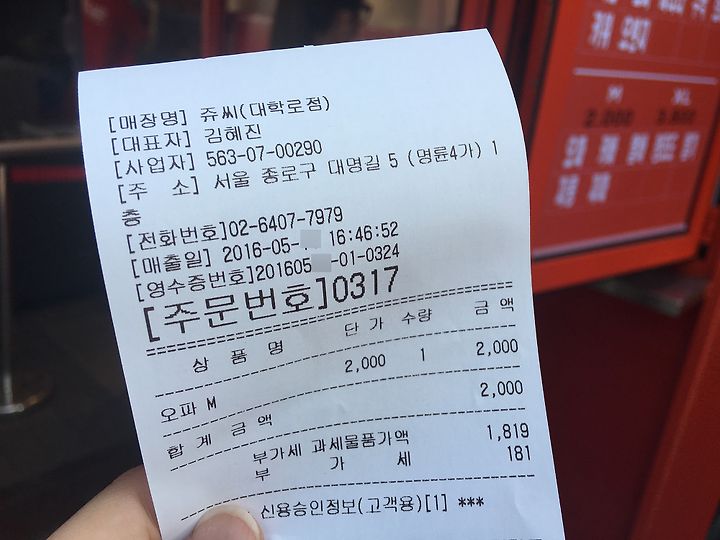 [매장명] 쥬씨(대학로점)
[대표자] 김혜진
[사업자] 563-07-00290
[주 소] 서울 종로구 대명길 5 (명륜4가) 1
층
[전화번호]02-6407-7979
[매출일] 2016-05- 16:46:52
[영수증번호]201605 -01-0324
[주문번호]0317
상 품 명 단 가 수량 금 액
오파 M 2,000 1 2,000
합 계 금 액 2,000
부가세 과세물품가액 1,819
부 가 세 181
신용승인정보(고객용)[1] ***
M XL